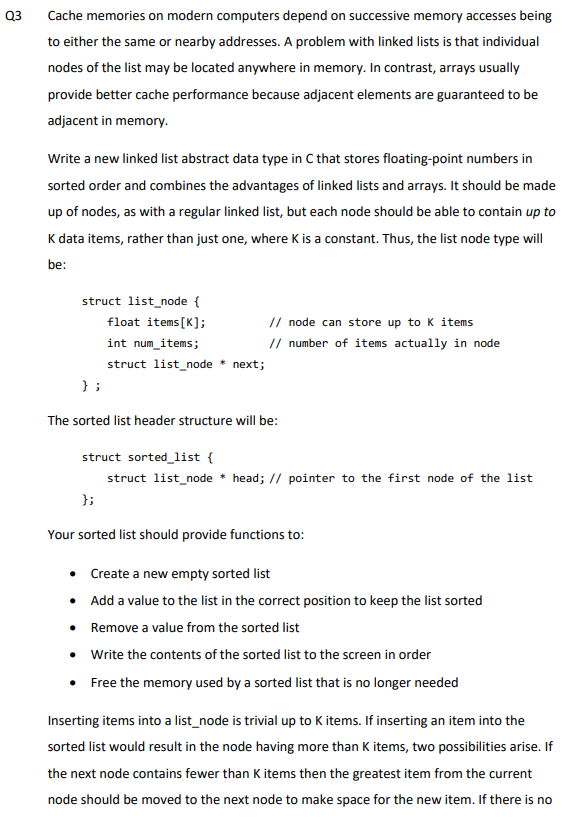 Q3 Cache memories on modern computers depend on successive memory accesses being
to either the same or nearby addresses. A problem with linked lists is that individual
nodes of the list may be located anywhere in memory. In contrast, arrays usually
provide better cache performance because adjacent elements are guaranteed to be
adjacent in memory.
Write a new linked list abstract data type in C that stores floating-point numbers in
sorted order and combines the advantages of linked lists and arrays. It should be made
up of nodes, as with a regular linked list, but each node should be able to contain up to
K data items, rather than just one, where K is a constant. Thus, the list node type will
be:
struct list_node {
float items[K]; // node can store up to K items
int num_items; // number of items actually in node
struct list_node * next;
} ;
The sorted list header structure will be:
struct sorted_list {
struct list_node * head; // pointer to the first node of the list
};
Your sorted list should provide functions to:
• Create a new empty sorted list
• Add a value to the list in the correct position to keep the list sorted
• Remove a value from the sorted list
• Write the contents of the sorted list to the screen in order
• Free the memory used by a sorted list that is no longer needed
Inserting items into a list_node is trivial up to K items. If inserting an item into the
sorted list would result in the node having more than K items, two possibilities arise. If
the next node contains fewer than K items then the greatest item from the current
node should be moved to the next node to make space for the new item. If there is no